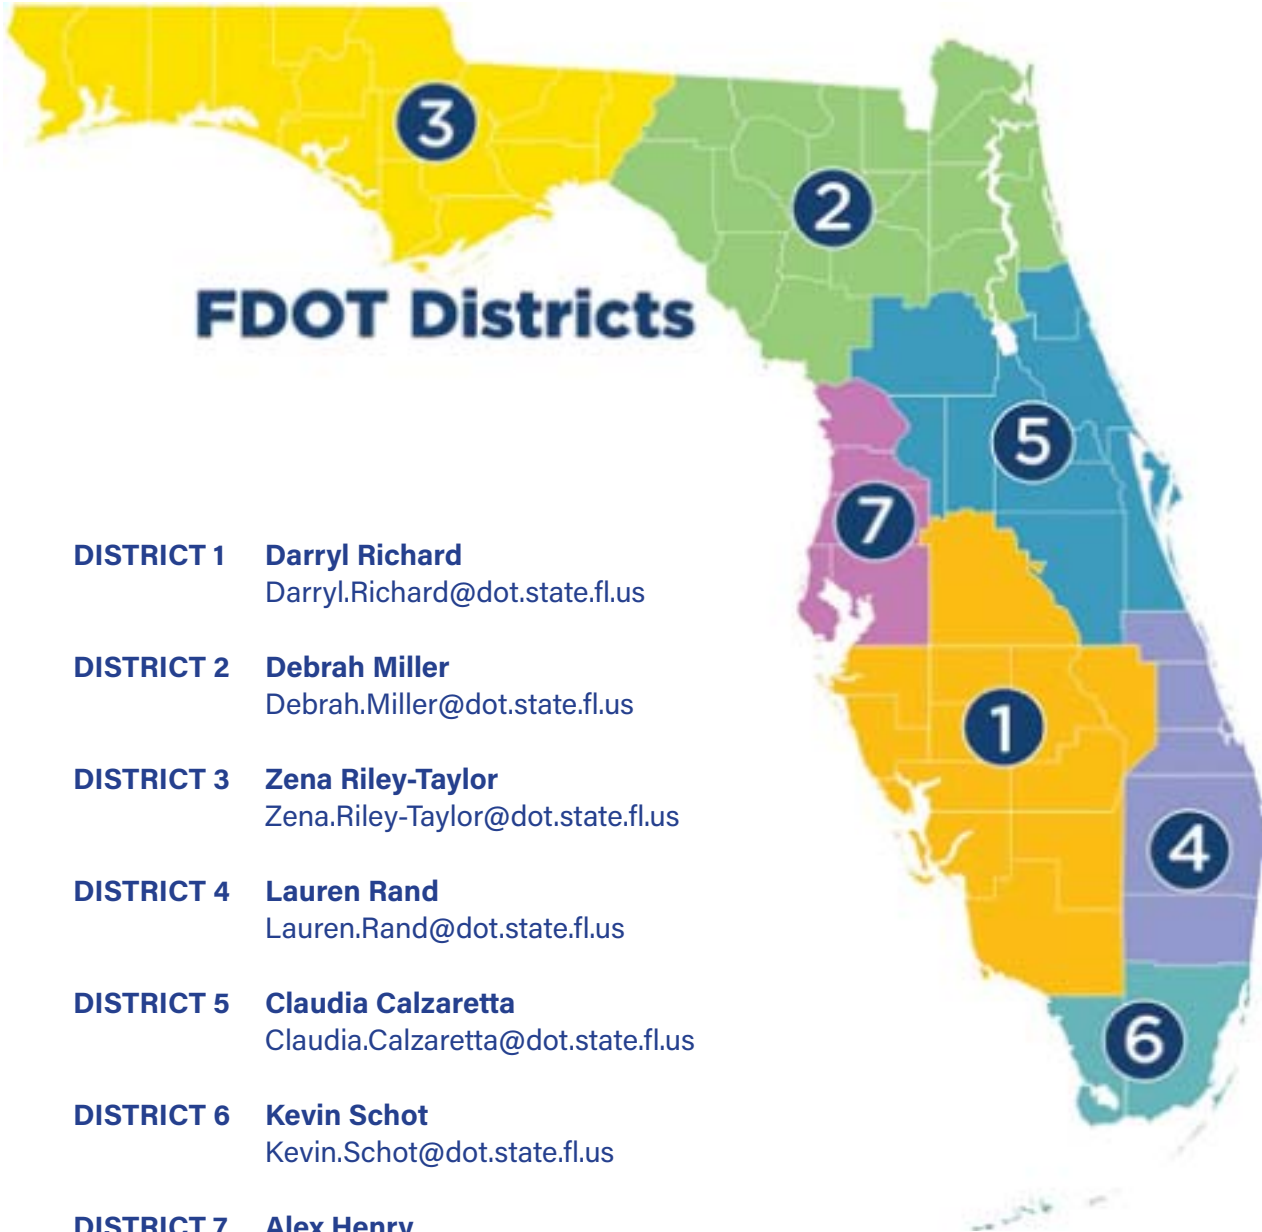 3
2
FDOT Districts
5
7
DISTRICT 1 Darryl Richard
Darryl.Richard@dot.state.fl.us
DISTRICT 2 Debrah Miller
Debrah.Miller@dot.state.fl.us
1
DISTRICT 3 Zena Riley-Taylor
Zena.Riley-Taylor@dot.state.fl.us
4
DISTRICT 4 Lauren Rand
Lauren.Rand@dot.state.fl.us
DISTRICT 5 Claudia Calzaretta
Claudia.Calzaretta@dot.state.fl.us
6
DISTRICT 6 Kevin Schot
Kevin.Schot@dot.state.fl.us
DISTRICT 7 Alex Henry